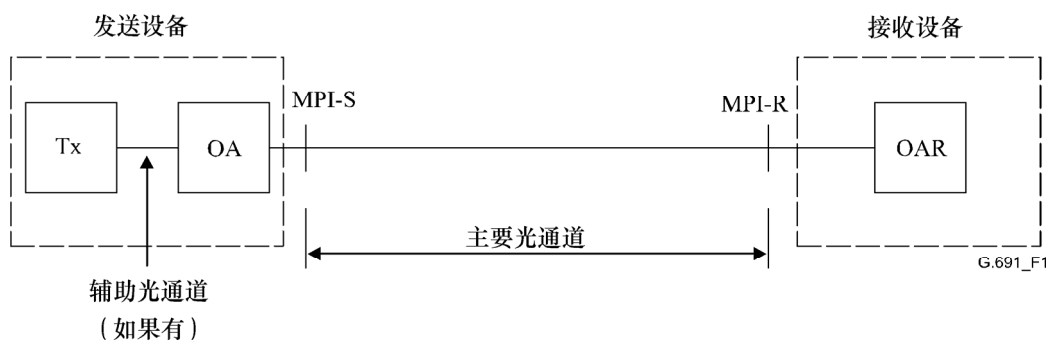 发送设备
接收设备
MPI-S
MPI-R
Tx
OA
OAR
主要光通道
G.691_F1
辅助光通道
（如果有）